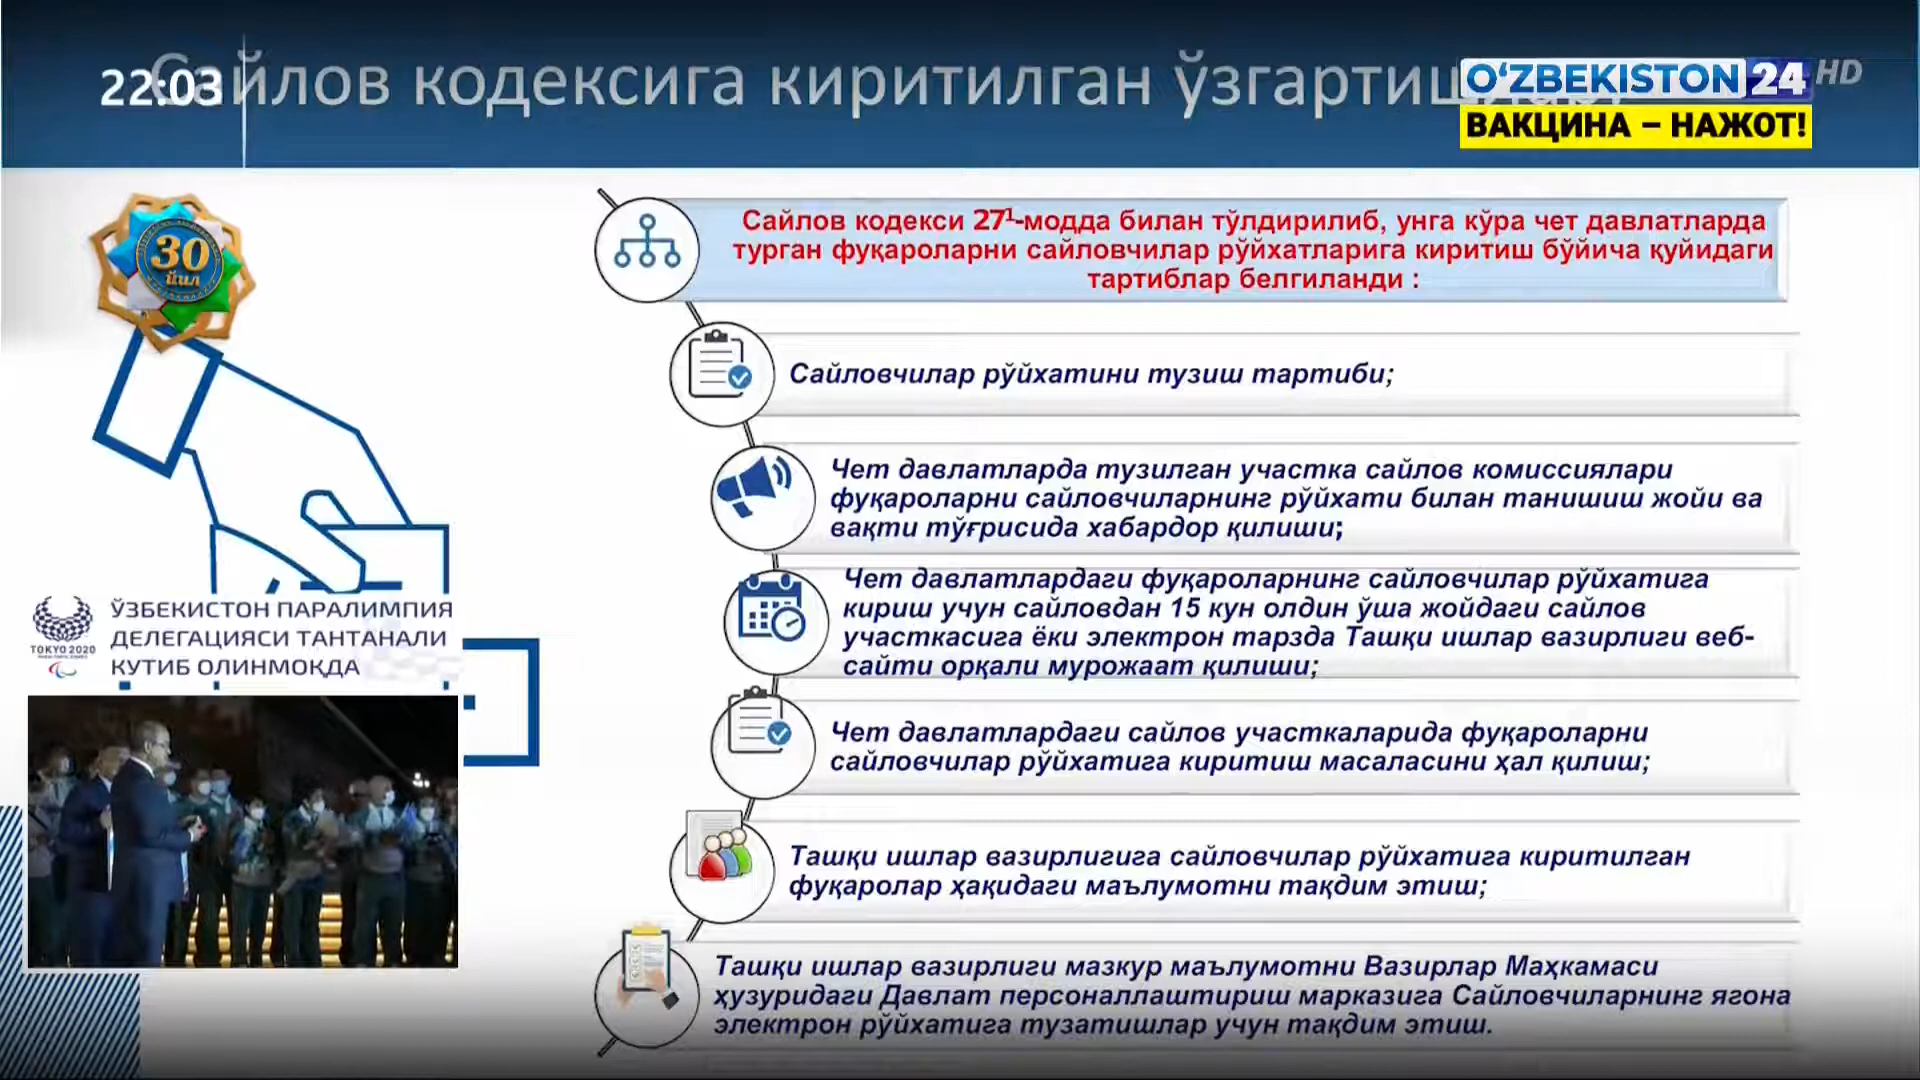 22:03
Сайлов кодексига киритилган ўзгартишлар:
O‘ZBEKISTON 24 HD
ВАКЦИНА – НАЖОТ!
30
йил
Сайлов кодекси 27¹-модда билан тўлдирилиб, унга кўра чет давлатларда
турган фуқароларни сайловчилар рўйхатларига киритиш бўйича қуйидаги
тартиблар белгиланди :
Сайловчилар рўйхатини тузиш тартиби;
Чет давлатларда тузилган участка сайлов комиссиялари
фуқароларни сайловчиларнинг рўйхати билан танишиш жойи ва
вақти тўғрисида хабардор қилиши;
Чет давлатлардаги фуқароларнинг сайловчилар рўйхатига
кириш учун сайловдан 15 кун олдин ўша жойдаги сайлов
участкасига ёки электрон тарзда Ташқи ишлар вазирлиги веб-
сайти орқали мурожаат қилиши;
Чет давлатлардаги сайлов участкаларида фуқароларни
сайловчилар рўйхатига киритиш масаласини ҳал қилиш;
Ташқи ишлар вазирлигига сайловчилар рўйхатига киритилган
фуқаролар ҳақидаги маълумотни тақдим этиш;
Ташқи ишлар вазирлиги мазкур маълумотни Вазирлар Маҳкамаси
ҳузуридаги Давлат персоналлаштириш марказига Сайловчиларнинг ягона
электрон рўйхатига тузатишлар учун тақдим этиш.
TOKYO 2020
ЎЗБЕКИСТОН ПАРАЛИМПИЯ
ДЕЛЕГАЦИЯСИ ТАНТАНАЛИ
КУТИБ ОЛИНМОҚДА